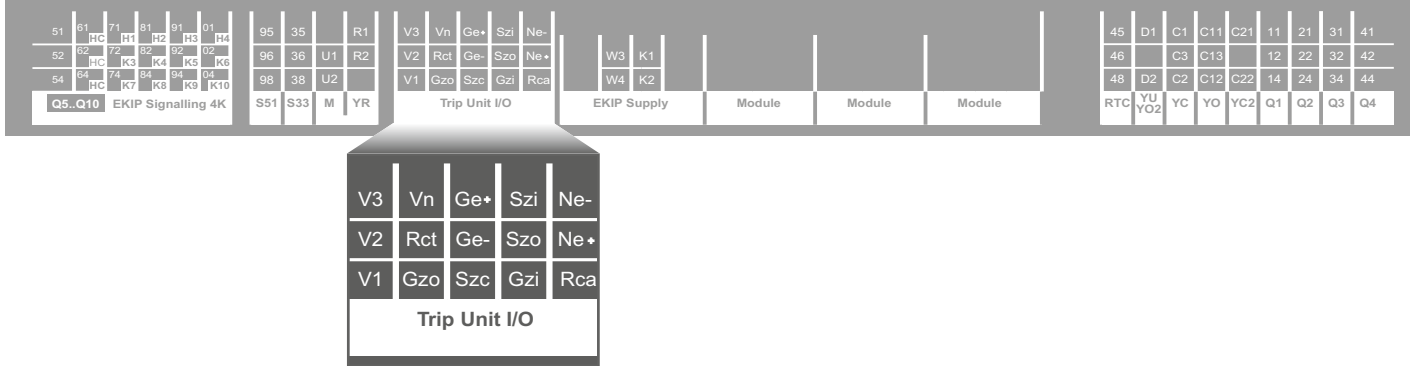 51 61 HC 71 H1 81 H2 91 H3 01 H4 95 35 R1 V3 Vn Ge+ Szi Ne- 45 D1 C1 C11 C21 11 21 31 41
52 62 HC 72 K3 82 K4 92 K5 02 K6 96 36 U1 R2 V2 Rct Ge- Szo Ne+ W3 K1 46 C3 C13 12 22 32 42
54 64 HC 74 K7 84 K8 94 K9 04 K10 98 38 U2 V1 Gzo Szc Gzi Rca W4 K2 48 D2 C2 C12 C22 14 24 34 44
Q5..Q10 EKIP Signalling 4K S51 S33 M YR Trip Unit I/O EKIP Supply Module Module Module RTC YU YO2 YC YO YC2 Q1 Q2 Q3 Q4
V3 Vn Ge+ Szi Ne-
V2 Rct Ge- Szo Ne+
V1 Gzo Szc Gzi Rca
Trip Unit I/O